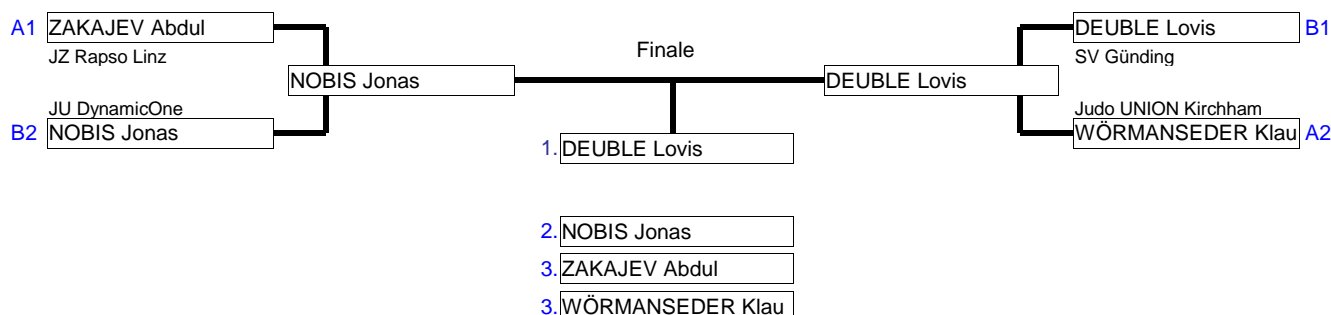 A1 ZAKAJEV Abdul
JZ Rapso Linz
JU DynamicOne
B2 NOBIS Jonas
NOBIS Jonas
Finale
DEUBLE Lovis
DEUBLE Lovis B1
SV Günding
Judo UNION Kirchham
WÖRMANSEDER Klau A2
1. DEUBLE Lovis
2. NOBIS Jonas
3. ZAKAJEV Abdul
3. WÖRMANSEDER Klau